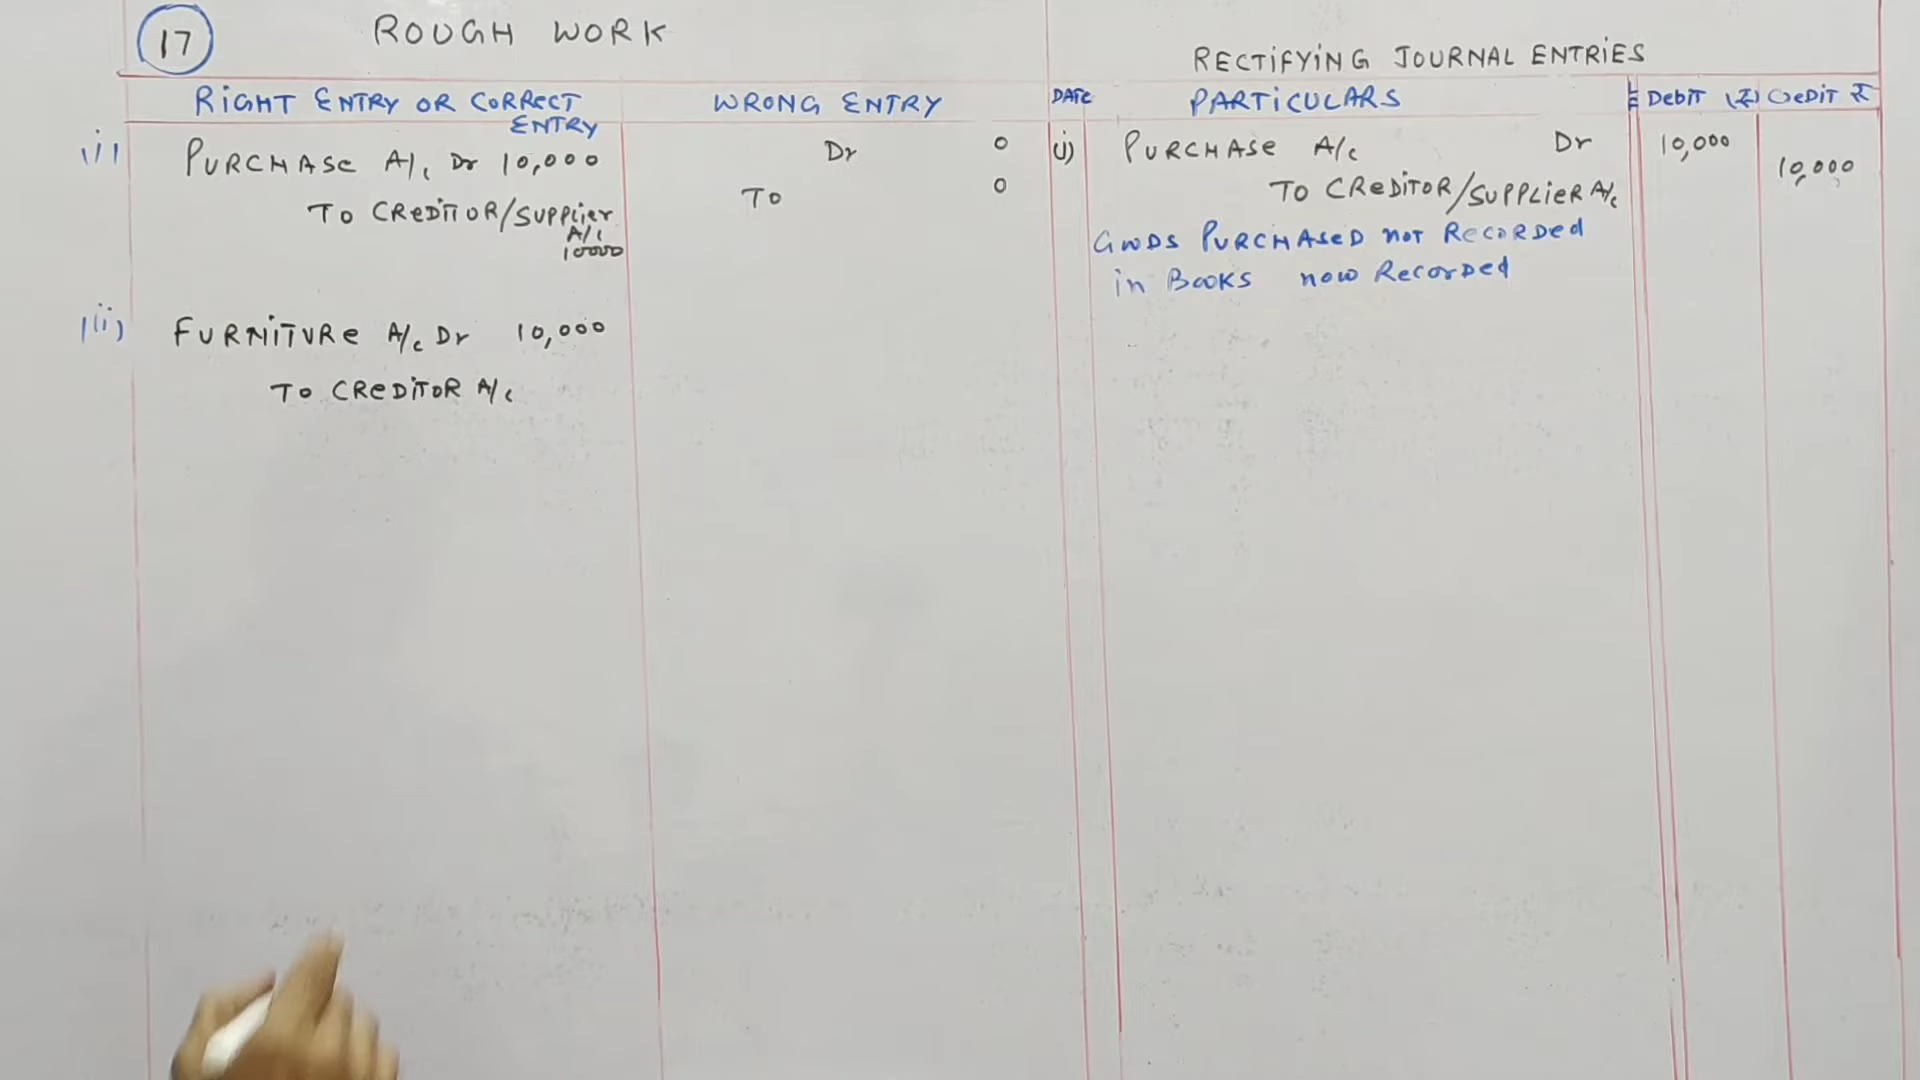 17
ROUGH WORK
RECTIFYING JOURNAL ENTRIES
RIGHT ENTRY OR CORRECT ENTRY
WRONG ENTRY
DATE
PARTICULARS
Debit (₹)
Credit ₹
i)
PURCHASE A/c Dr 10,000
TO CREDITOR/SUPPLIER
A/c
10000
Dr 0
TO 0
i)
PURCHASE A/c Dr 10,000
TO CREDITOR/SUPPLIER A/c 10,000
GOODS PURCHASED NOT RECORDED
in BOOKS now RECORDED
ii)
FURNITURE A/c Dr 10,000
TO CREDITOR A/c